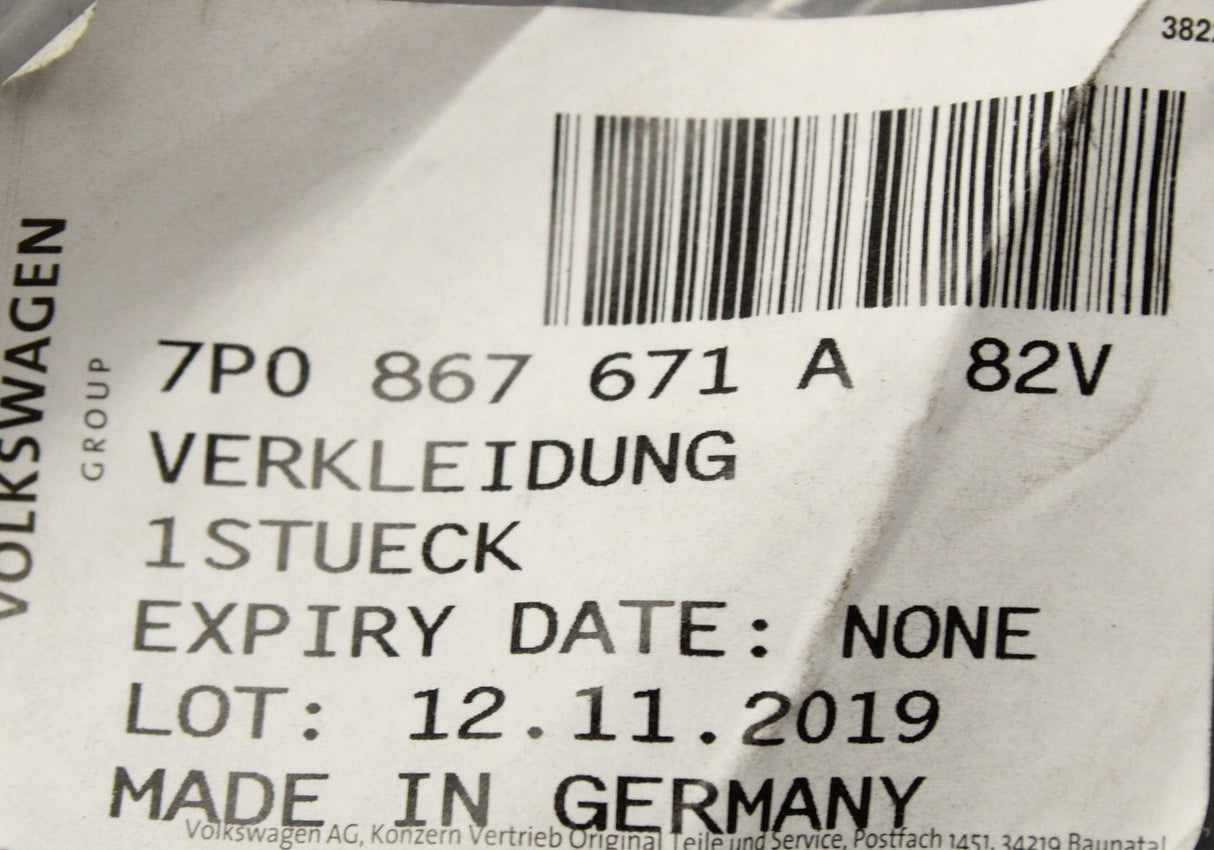 382
VOLKSWAGEN
GROUP
7P0 867 671 A 82V
VERKLEIDUNG
1STUECK
EXPIRY DATE: NONE
LOT: 12.11.2019
MADE IN GERMANY
Volkswagen AG, Konzern Vertrieb Original Teile und Service, Postfach 1451, 34219 Baunatal